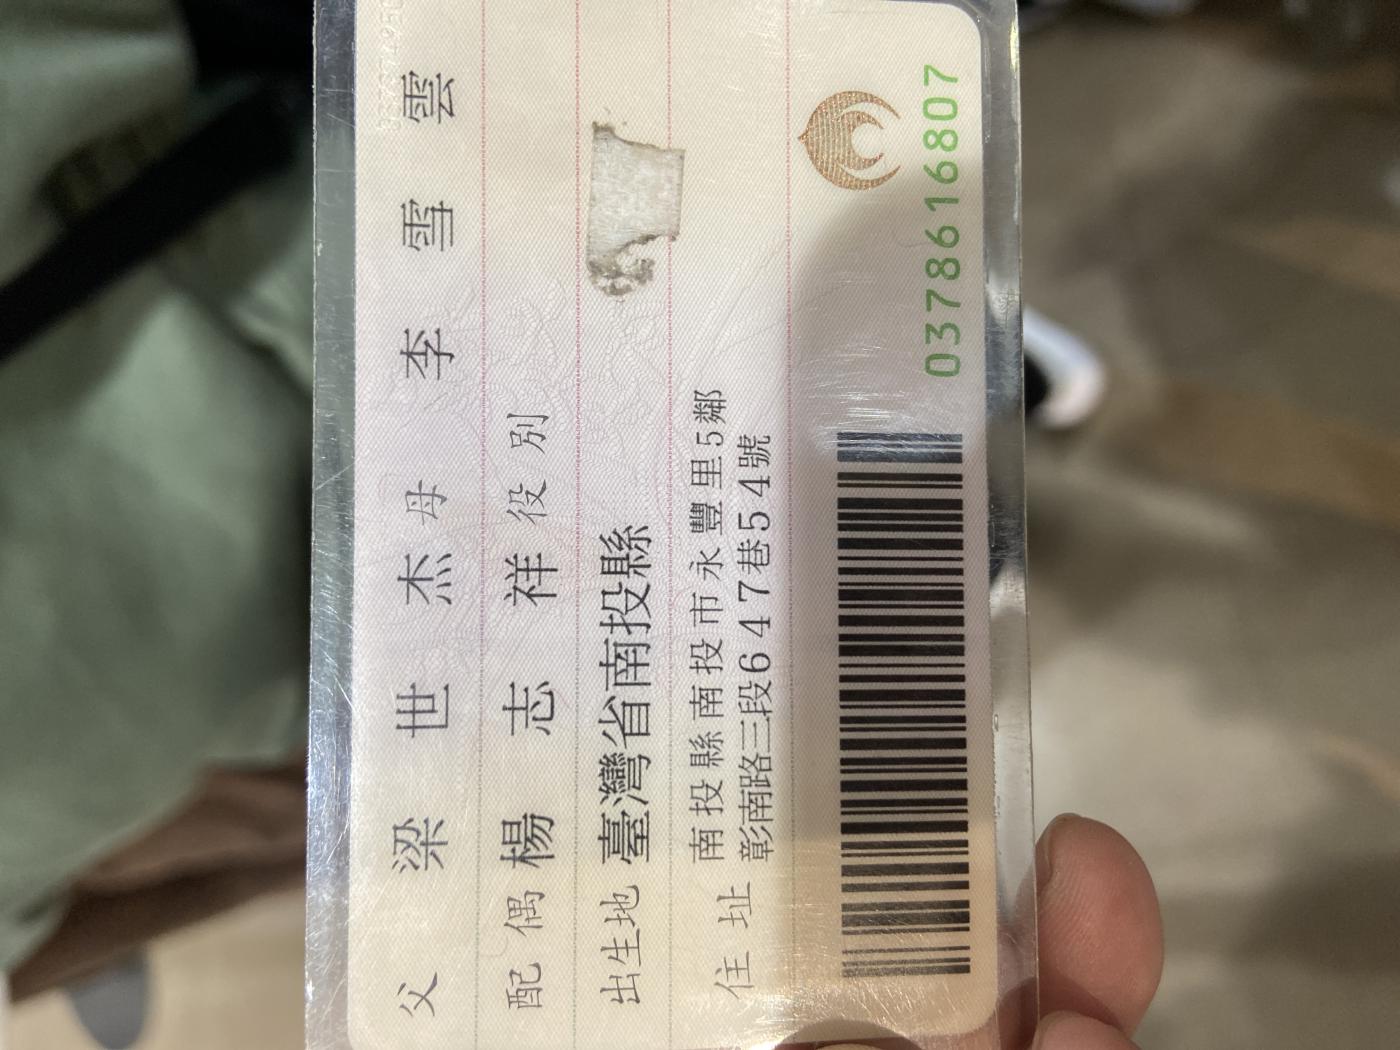 父 梁世杰 母 李雪雲
配偶 楊志祥 役別
出生地 臺灣省南投縣
住址 南投縣南投市永豐里5鄰
彰南路三段647巷54號
0378616807